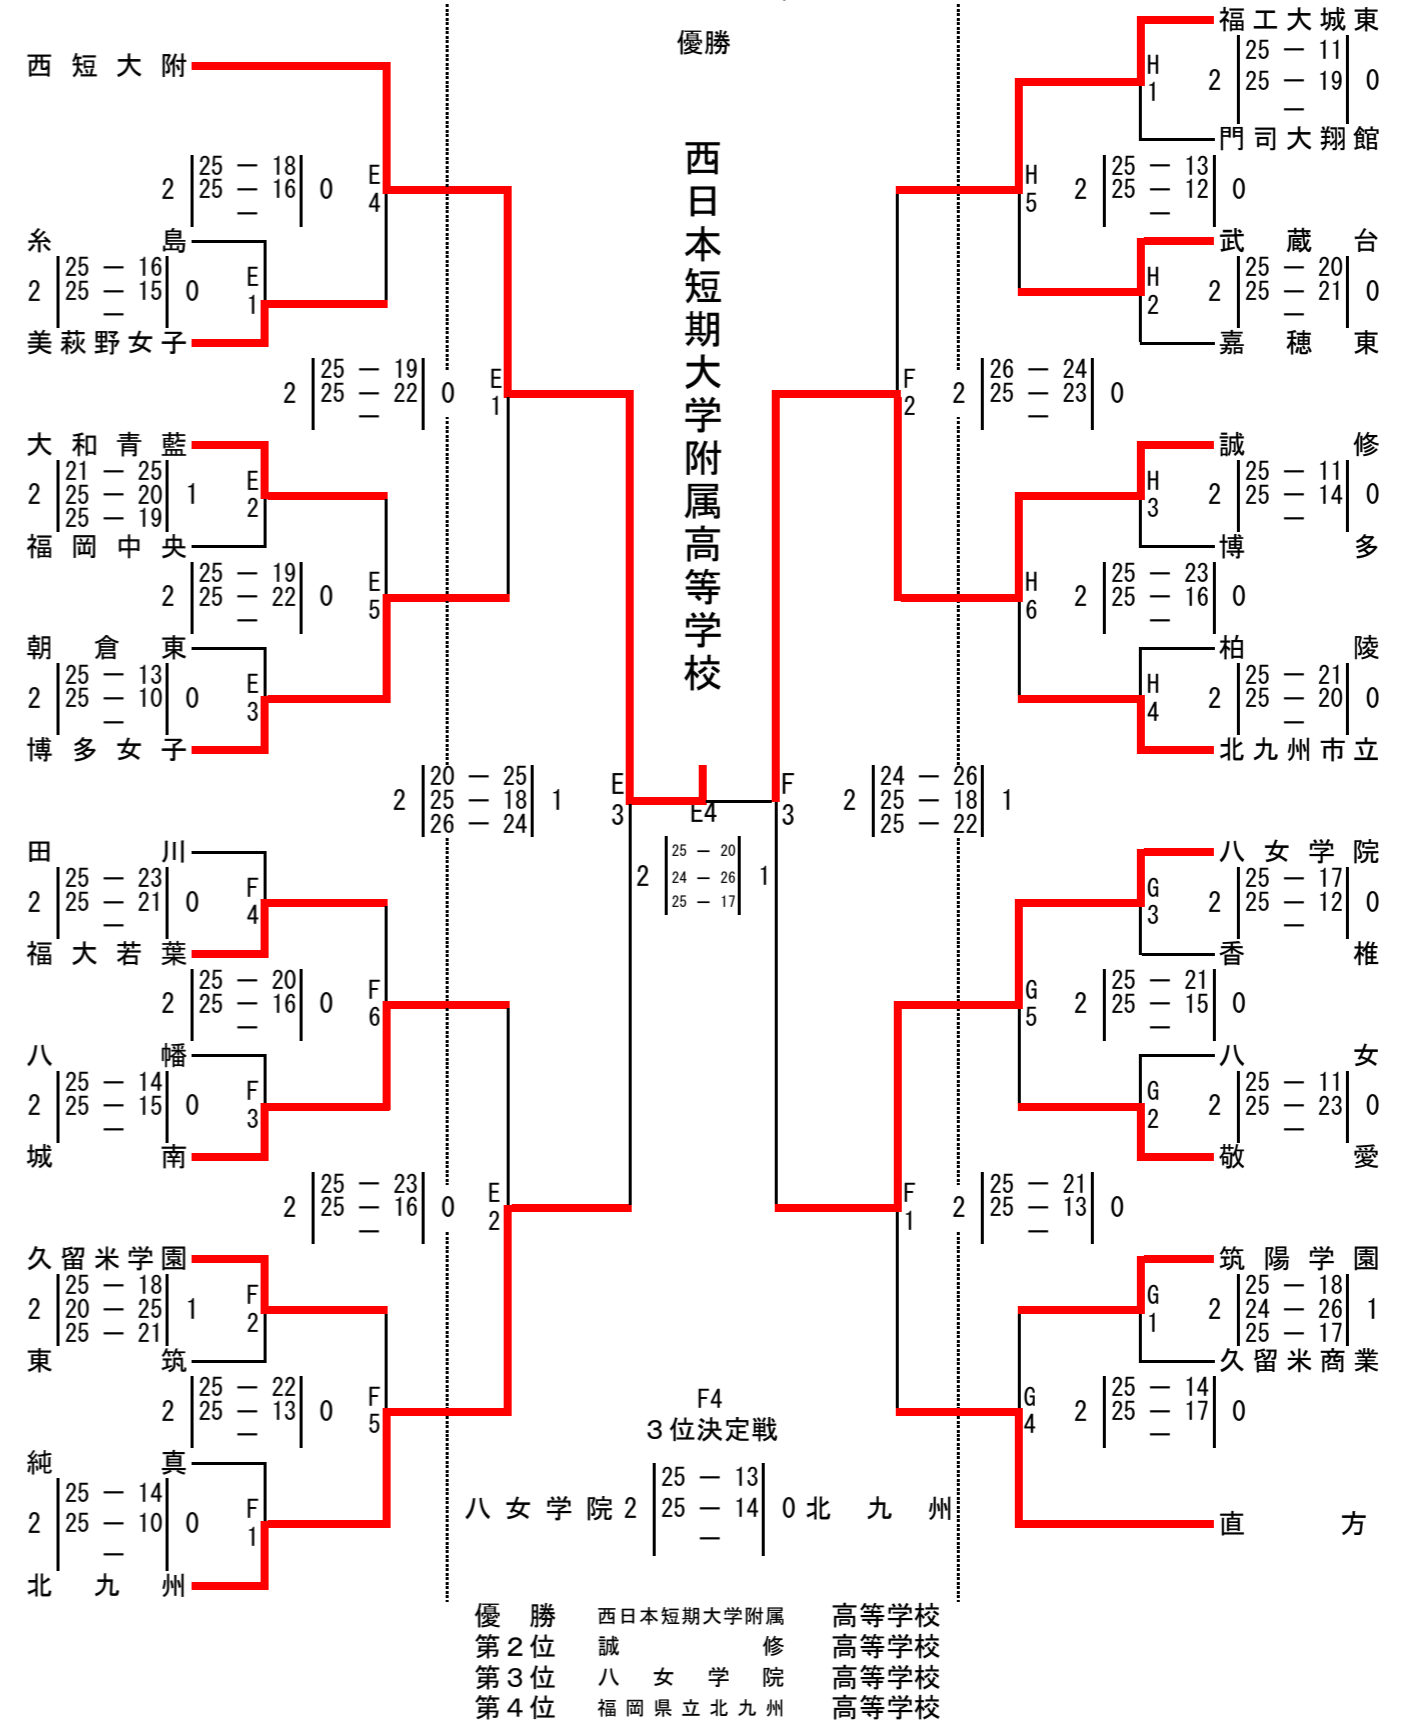 優勝
西日本短期大学附属高等学校
西短大附
2 25 － 18 0 E4
25 － 16
－
糸島
2 25 － 16 0 E1
25 － 15
－
美萩野女子
2 25 － 19 0 E1
25 － 22
－
大和青藍
2 21 － 25 1 E2
25 － 20
25 － 19
福岡中央
2 25 － 19 0 E5
25 － 22
－
朝倉東
2 25 － 13 0 E3
25 － 10
－
博多女子
2 20 － 25 1 E3
25 － 18
26 － 24
田川
2 25 － 23 0 F4
25 － 21
－
福大若葉
2 25 － 20 0 F6
25 － 16
－
八幡
2 25 － 14 0 F3
25 － 15
－
城南
2 25 － 23 0 E2
25 － 16
－
久留米学園
2 25 － 18 1 F2
20 － 25
25 － 21
東筑
2 25 － 22 0 F5
25 － 13
－
純真
2 25 － 14 0 F1
25 － 10
－
北九州
E4
2 25 － 20 1
24 － 26
25 － 17
福工大城東
H1 2 25 － 11 0
25 － 19
－
門司大翔館
H5 2 25 － 13 0
25 － 12
－
武蔵台
H2 2 25 － 20 0
25 － 21
－
嘉穂東
F2 2 26 － 24 0
25 － 23
－
誠修
H3 2 25 － 11 0
25 － 14
－
博多
H6 2 25 － 23 0
25 － 16
－
柏陵
H4 2 25 － 21 0
25 － 20
－
北九州市立
F3 2 24 － 26 1
25 － 18
25 － 22
八女学院
G3 2 25 － 17 0
25 － 12
－
香椎
G5 2 25 － 21 0
25 － 15
－
八女
G2 2 25 － 11 0
25 － 23
－
敬愛
F1 2 25 － 21 0
25 － 13
－
筑陽学園
G1 2 25 － 18 1
24 － 26
25 － 17
久留米商業
G4 2 25 － 14 0
25 － 17
－
直方
F4
３位決定戦
八女学院 2 25 － 13 0 北九州
25 － 14
－
優勝 西日本短期大学附属 高等学校
第２位 誠修 高等学校
第３位 八女学院 高等学校
第４位 福岡県立北九州 高等学校